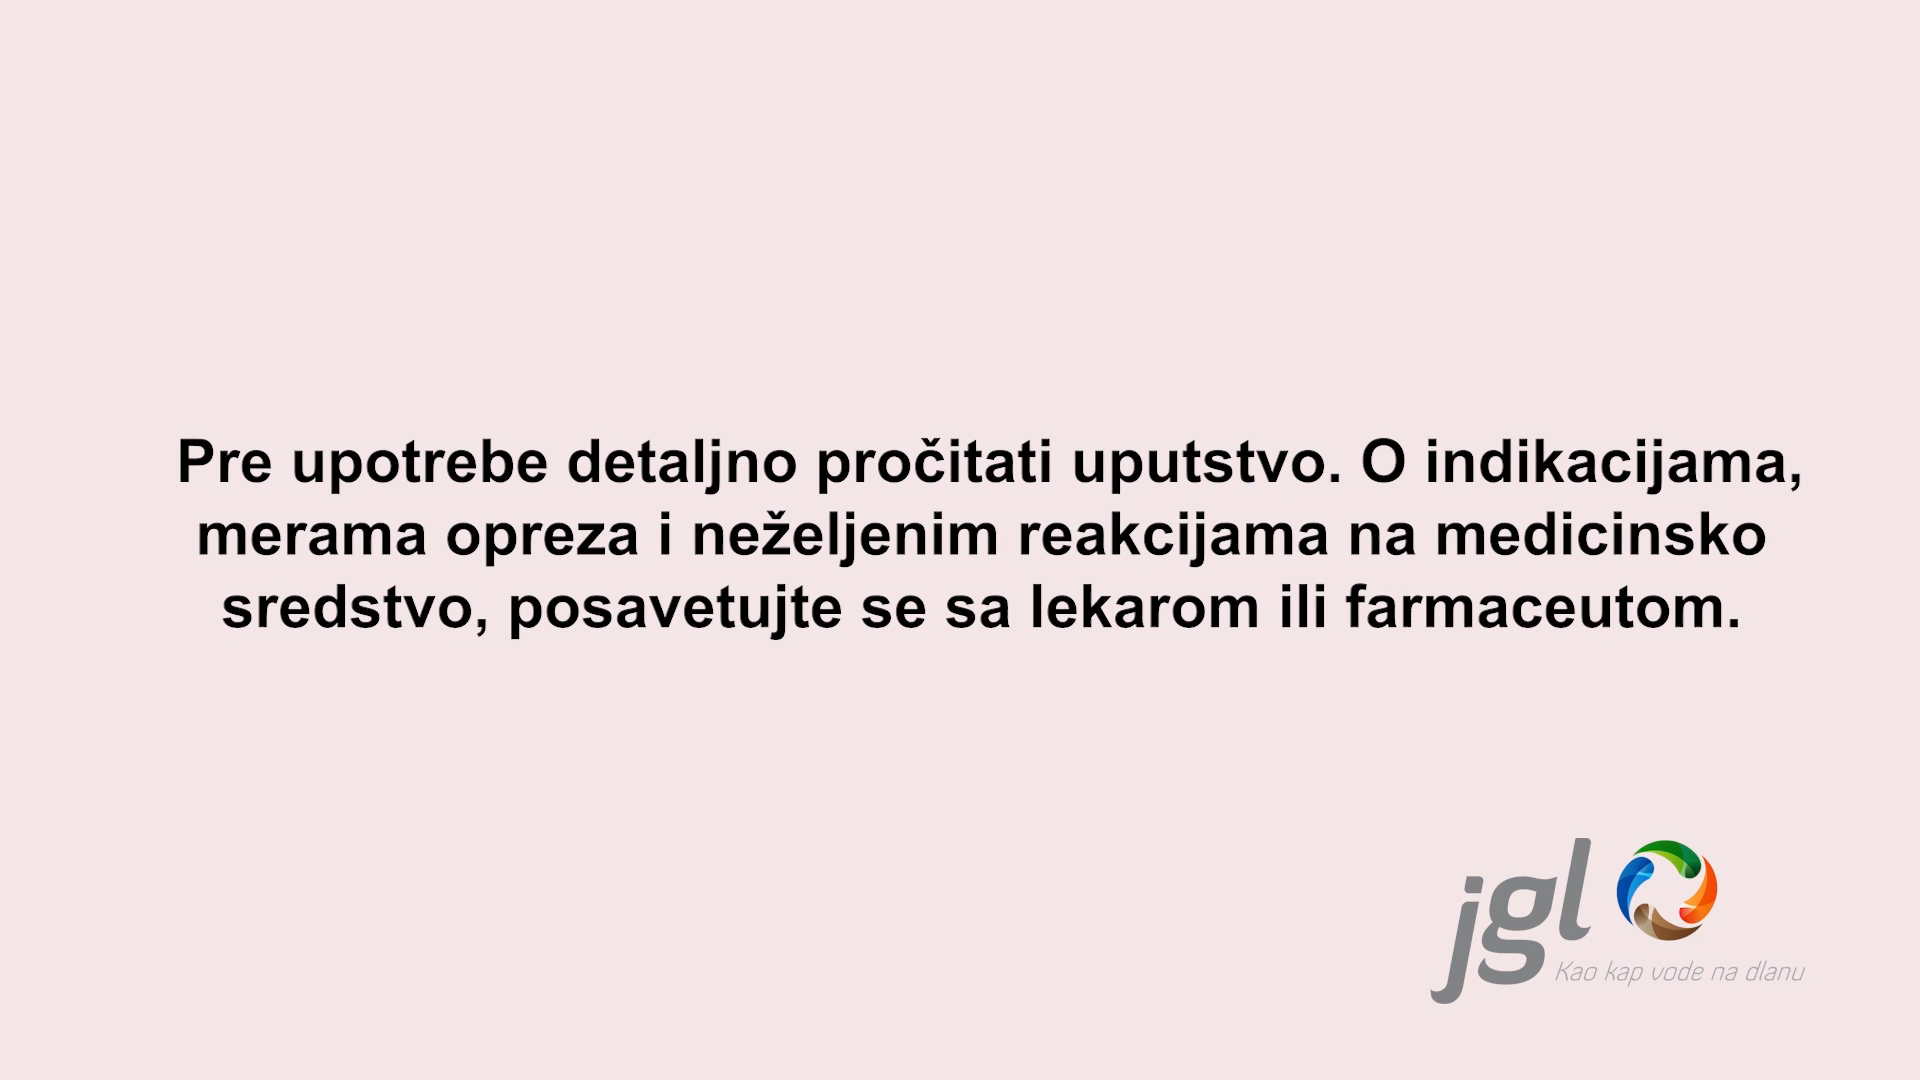 Pre upotrebe detaljno pročitati uputstvo. O indikacijama,
merama opreza i neželjenim reakcijama na medicinsko
sredstvo, posavetujte se sa lekarom ili farmaceutom.
jgl
Kao kap vode na dlanu